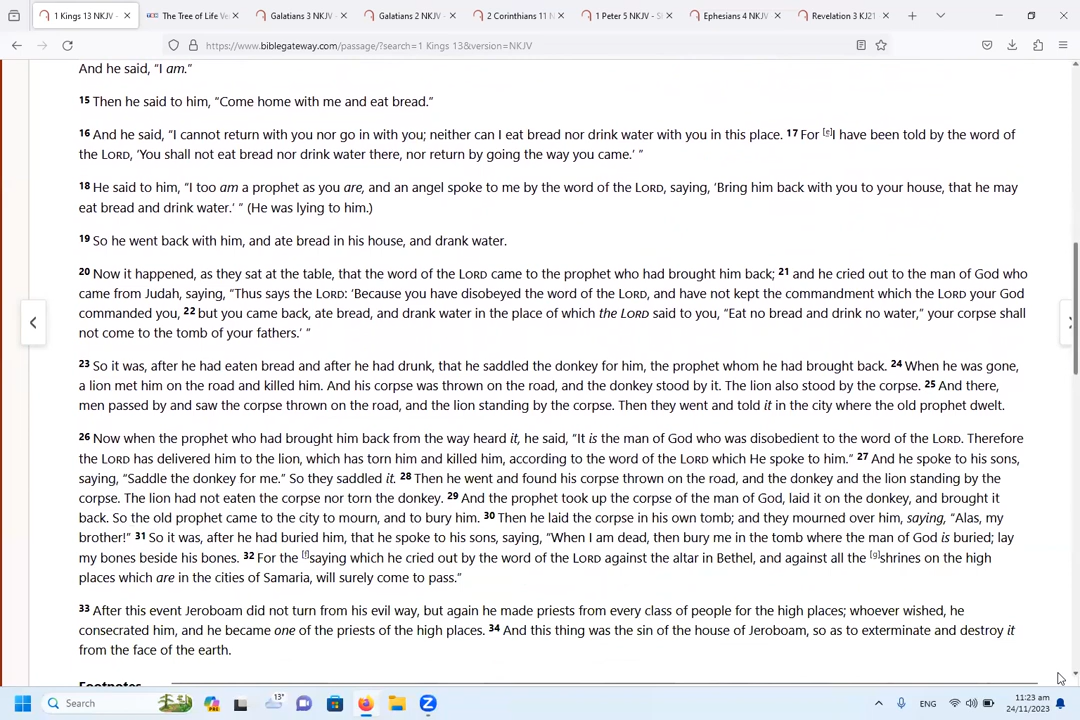 1 Kings 13 NKJV -
The Tree of Life Ve
Galatians 3 NKJV -
Galatians 2 NKJV -
2 Corinthians 11 N
1 Peter 5 NKJV - S
Ephesians 4 NKJV
Revelation 3 KJ21
https://www.biblegateway.com/passage/?search=1 Kings 13&version=NKJV
And he said, “I am.”
15 Then he said to him, “Come home with me and eat bread.”
16 And he said, “I cannot return with you nor go in with you; neither can I eat bread nor drink water with you in this place. 17 For [e]I have been told by the word of
the LORD, ‘You shall not eat bread nor drink water there, nor return by going the way you came.’ ”
18 He said to him, “I too am a prophet as you are, and an angel spoke to me by the word of the LORD, saying, ‘Bring him back with you to your house, that he may
eat bread and drink water.’ ” (He was lying to him.)
19 So he went back with him, and ate bread in his house, and drank water.
20 Now it happened, as they sat at the table, that the word of the LORD came to the prophet who had brought him back; 21 and he cried out to the man of God who
came from Judah, saying, “Thus says the LORD: ‘Because you have disobeyed the word of the LORD, and have not kept the commandment which the LORD your God
commanded you, 22 but you came back, ate bread, and drank water in the place of which the LORD said to you, “Eat no bread and drink no water,” your corpse shall
not come to the tomb of your fathers.’ ”
23 So it was, after he had eaten bread and after he had drunk, that he saddled the donkey for him, the prophet whom he had brought back. 24 When he was gone,
a lion met him on the road and killed him. And his corpse was thrown on the road, and the donkey stood by it. The lion also stood by the corpse. 25 And there,
men passed by and saw the corpse thrown on the road, and the lion standing by the corpse. Then they went and told it in the city where the old prophet dwelt.
26 Now when the prophet who had brought him back from the way heard it, he said, “It is the man of God who was disobedient to the word of the LORD. Therefore
the LORD has delivered him to the lion, which has torn him and killed him, according to the word of the LORD which He spoke to him.” 27 And he spoke to his sons,
saying, “Saddle the donkey for me.” So they saddled it. 28 Then he went and found his corpse thrown on the road, and the donkey and the lion standing by the
corpse. The lion had not eaten the corpse nor torn the donkey. 29 And the prophet took up the corpse of the man of God, laid it on the donkey, and brought it
back. So the old prophet came to the city to mourn, and to bury him. 30 Then he laid the corpse in his own tomb; and they mourned over him, saying, “Alas, my
brother!” 31 So it was, after he had buried him, that he spoke to his sons, saying, “When I am dead, then bury me in the tomb where the man of God is buried; lay
my bones beside his bones. 32 For the [f]saying which he cried out by the word of the LORD against the altar in Bethel, and against all the [g]shrines on the high
places which are in the cities of Samaria, will surely come to pass.”
33 After this event Jeroboam did not turn from his evil way, but again he made priests from every class of people for the high places; whoever wished, he
consecrated him, and he became one of the priests of the high places. 34 And this thing was the sin of the house of Jeroboam, so as to exterminate and destroy it
from the face of the earth.
Footnotes
Search
PRE
13°
ENG
11:23 am
24/11/2023